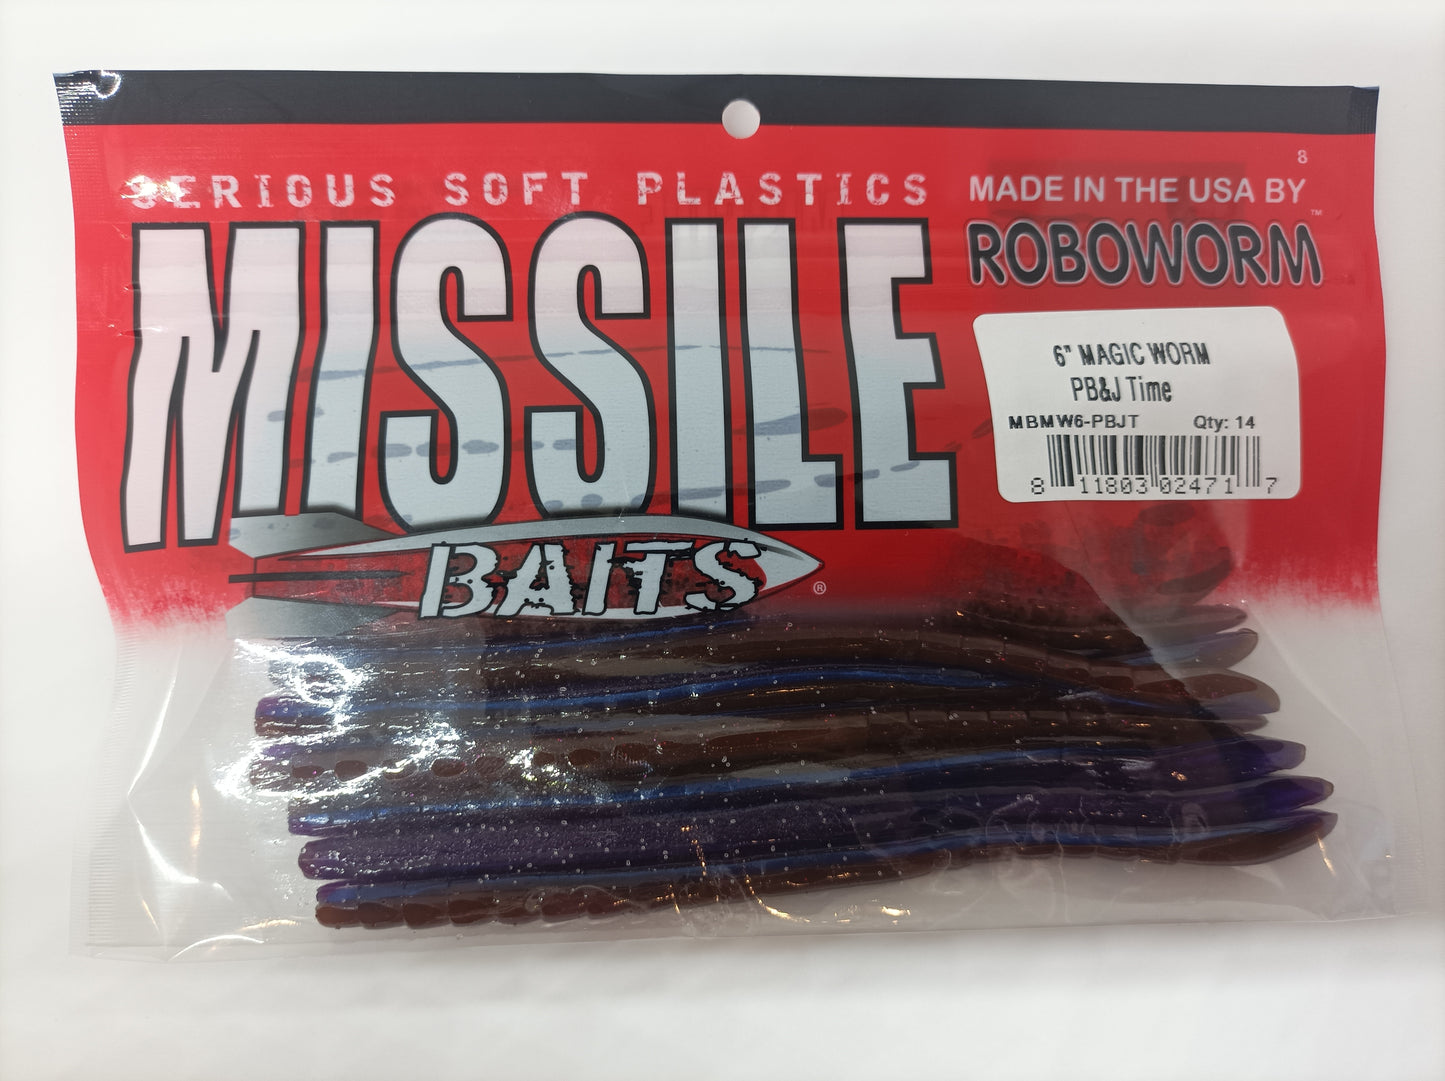 8
SERIOUS SOFT PLASTICS
MISSILE
BAITS®
MADE IN THE USA BY
ROBOWORM™
6" MAGIC WORM
PB&J Time
MBMW6-PBJT Qty: 14
8 11803 02471 7